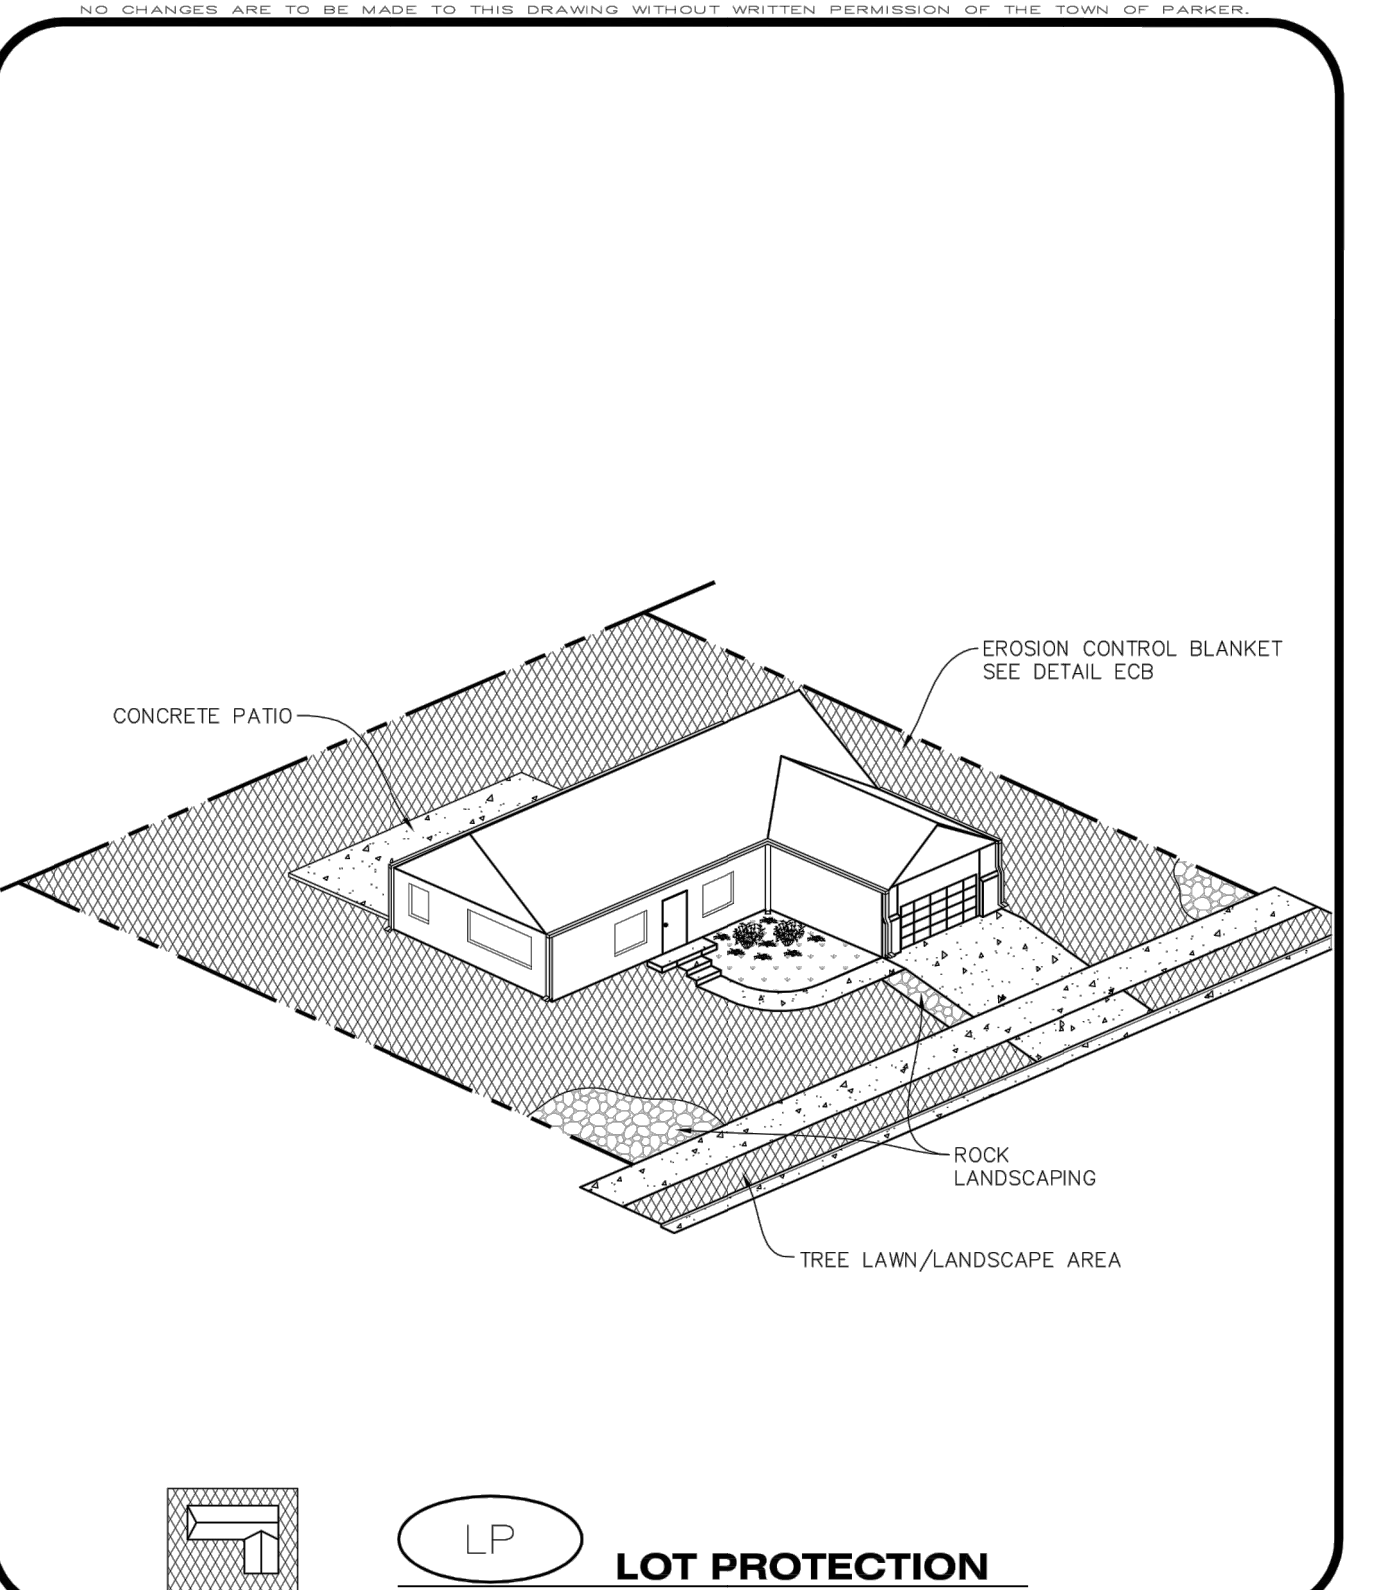 NO CHANGES ARE TO BE MADE TO THIS DRAWING WITHOUT WRITTEN PERMISSION OF THE TOWN OF PARKER.
EROSION CONTROL BLANKET
SEE DETAIL ECB
CONCRETE PATIO
ROCK
LANDSCAPING
TREE LAWN/LANDSCAPE AREA
LP
LOT PROTECTION